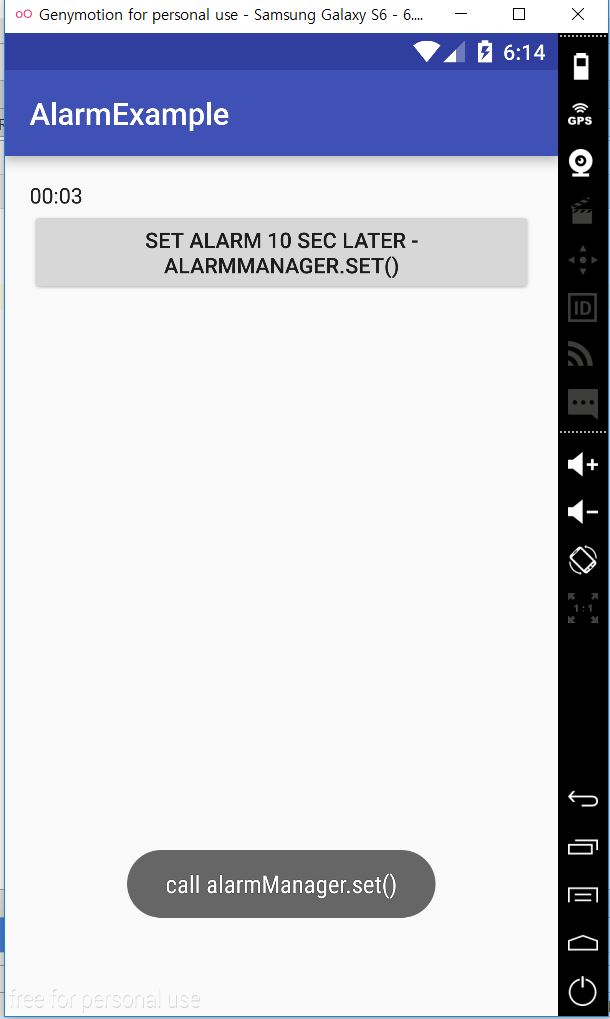 Genymotion for personal use - Samsung Galaxy S6 - 6....
6:14
AlarmExample
GPS
00:03
SET ALARM 10 SEC LATER -
ALARMMANAGER.SET()
ID
1:1
call alarmManager.set()
free for personal use